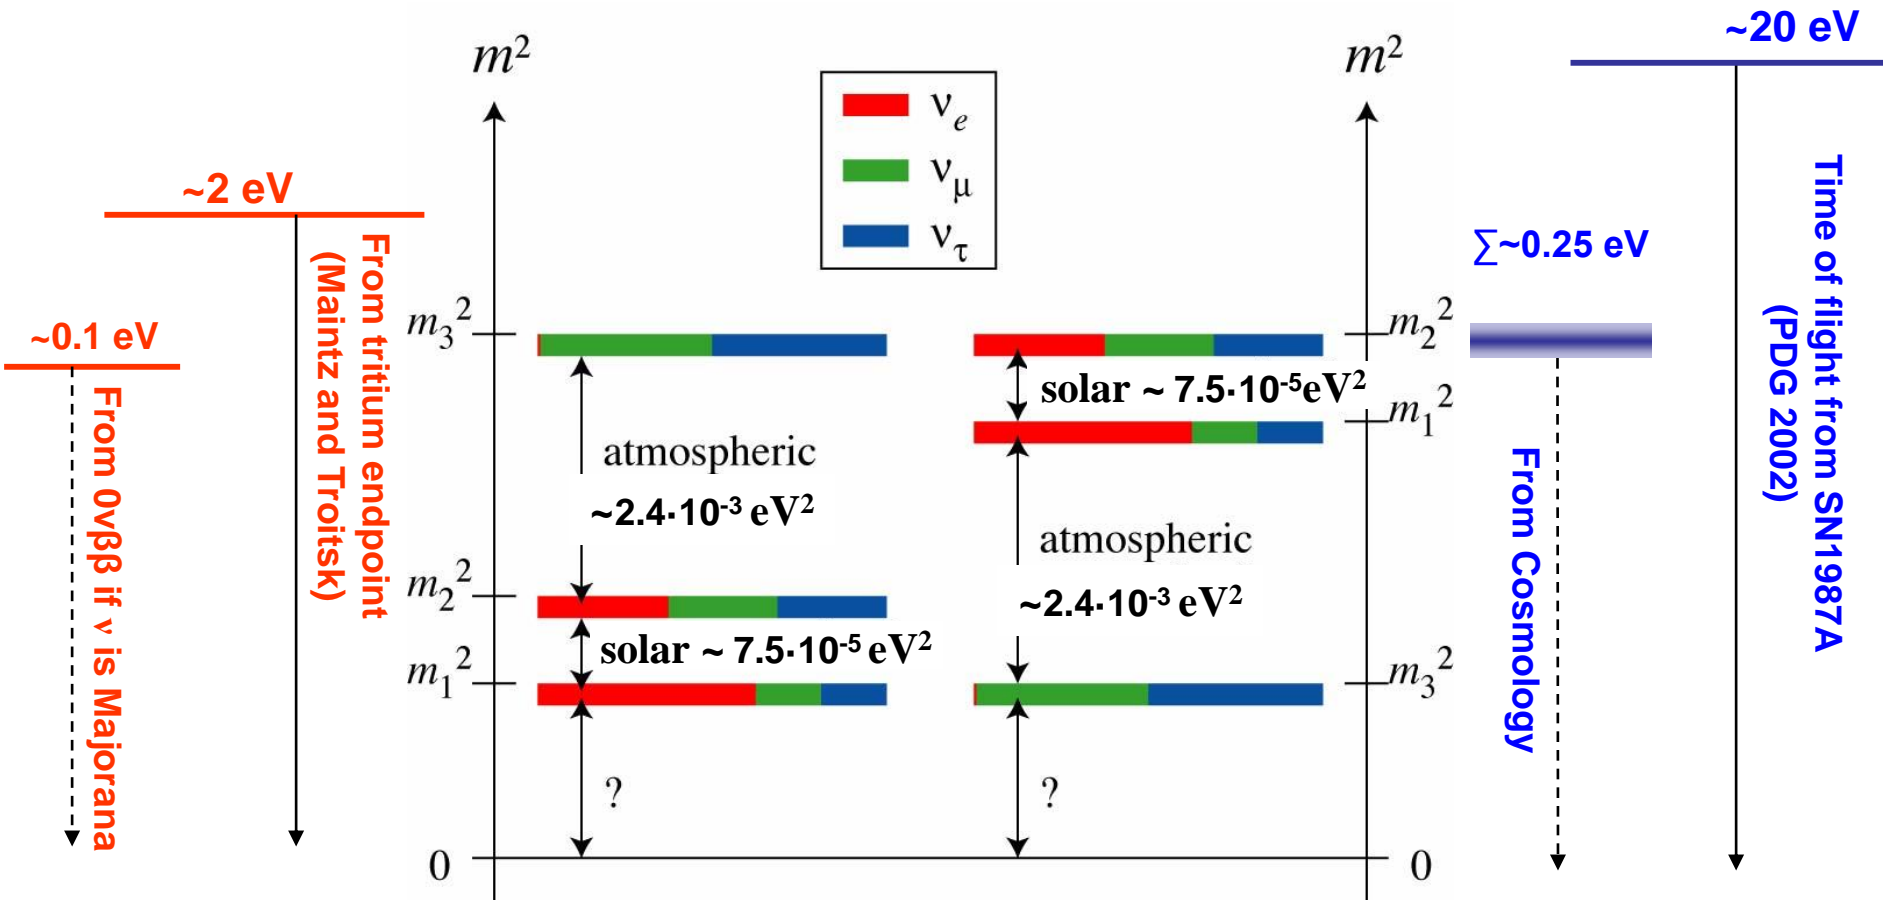 ~20 eV
m²
m²
νe
νμ
ντ
~2 eV
From tritium endpoint
(Maintz and Troitsk)
~0.1 eV
From 0νββ if ν is Majorana
∑~0.25 eV
From Cosmology
Time of flight from SN1987A
(PDG 2002)
m₃²
atmospheric
~2.4·10⁻³ eV²
m₂²
solar ~ 7.5·10⁻⁵ eV²
m₁²
?
0
m₂²
solar ~ 7.5·10⁻⁵eV²
m₁²
atmospheric
~2.4·10⁻³ eV²
m₃²
?
0